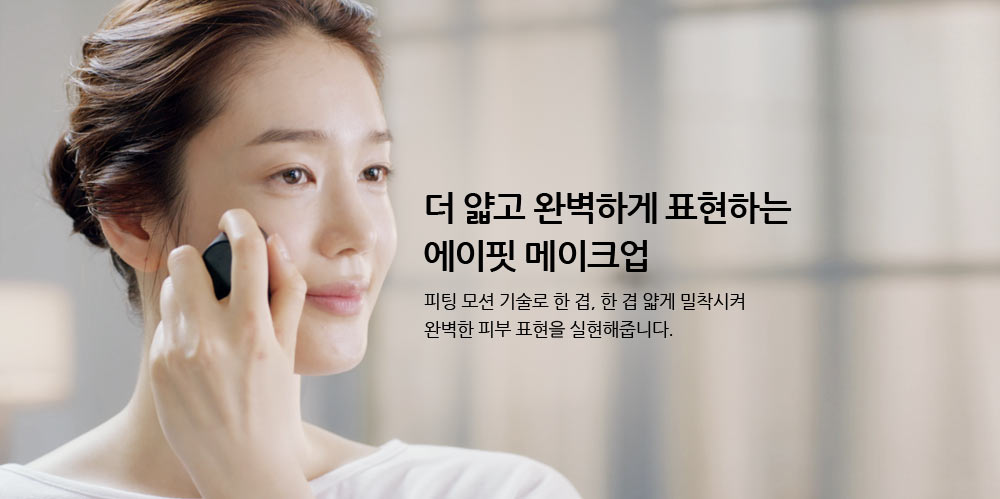 더 얇고 완벽하게 표현하는
에이핏 메이크업
피팅 모션 기술로 한 겹, 한 겹 얇게 밀착시켜
완벽한 피부 표현을 실현해줍니다.